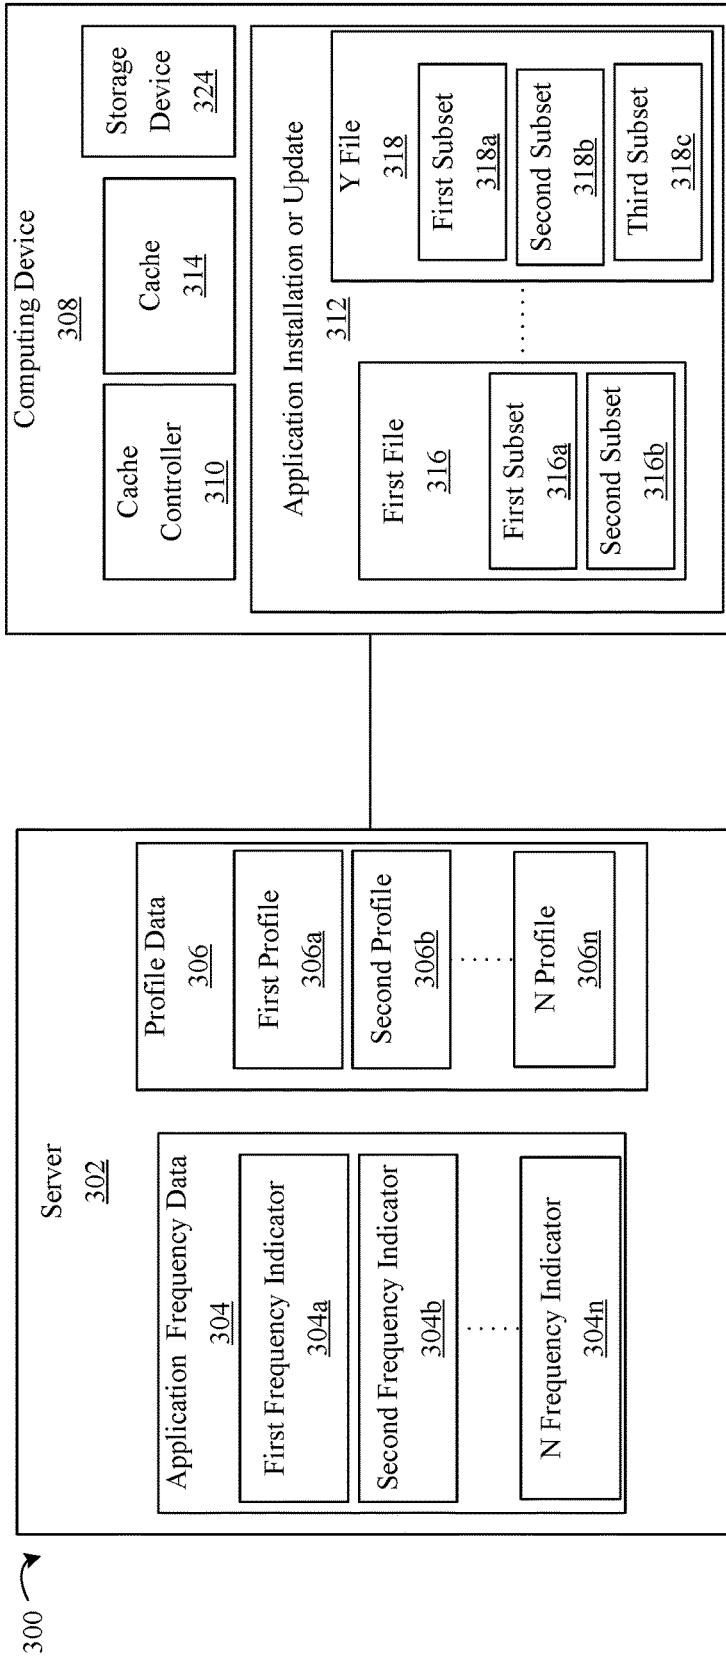 300
Server
302
Application Frequency Data
304
First Frequency Indicator
304a
Second Frequency Indicator
304b
N Frequency Indicator
304n
Profile Data
306
First Profile
306a
Second Profile
306b
N Profile
306n
Computing Device
308
Cache
Controller
310
Cache
314
Storage
Device
324
Application Installation or Update
312
First File
316
First Subset
316a
Second Subset
316b
Y File
318
First Subset
318a
Second Subset
318b
Third Subset
318c